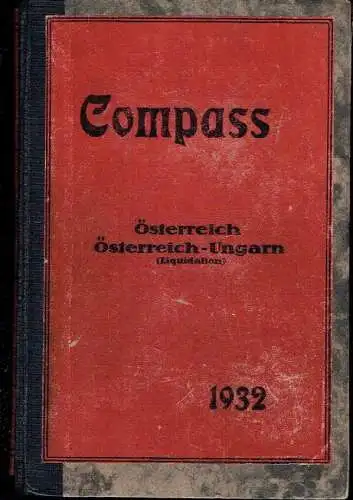 Compass
Österreich
Österreich-Ungarn
(Liquidation)
1932